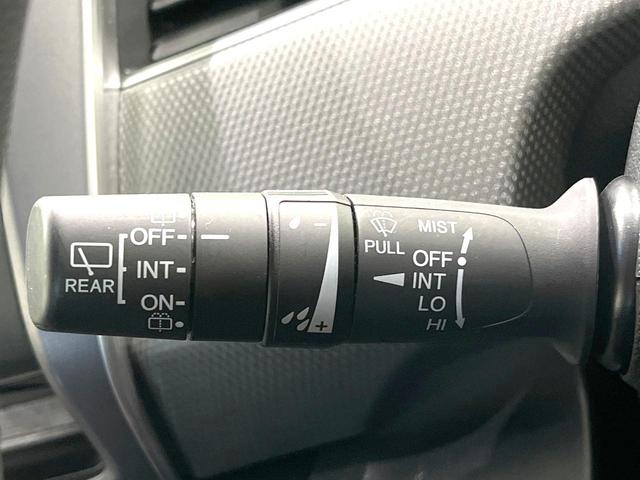 REAR
OFF
INT
ON
−
+
PULL
MIST
OFF
INT
LO
HI